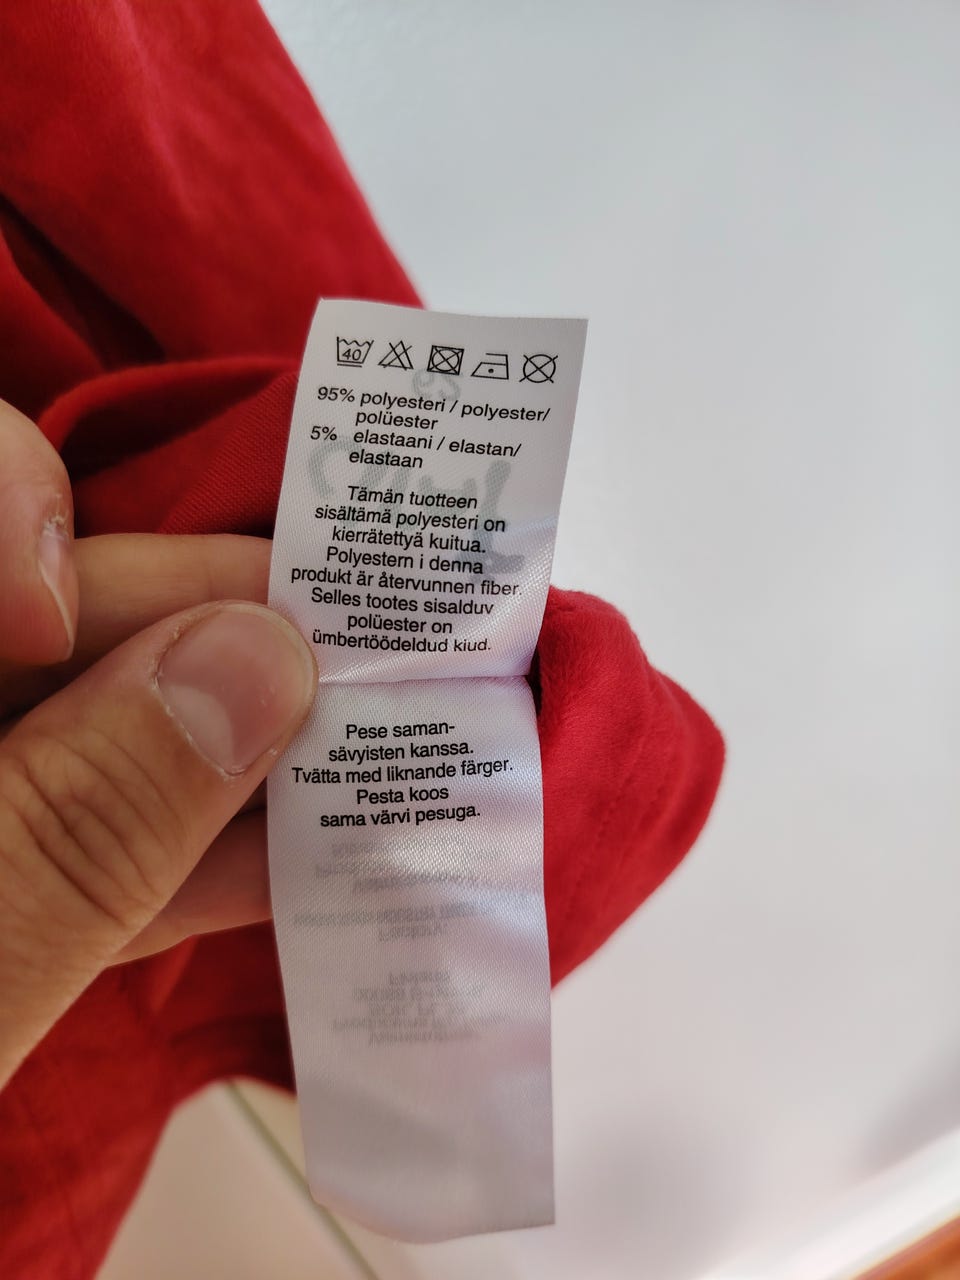 40
95% polyesteri / polyester/
polüester
5% elastaani / elastan/
elastaan
Tämän tuotteen
sisältämä polyesteri on
kierrätettyä kuitua.
Polyestern i denna
produkt är återvunnen fiber.
Selles tootes sisalduv
polüester on
ümbertöödeldud kiud.
Pese saman-
sävyisten kanssa.
Tvätta med liknande färger.
Pesta koos
sama värvi pesuga.